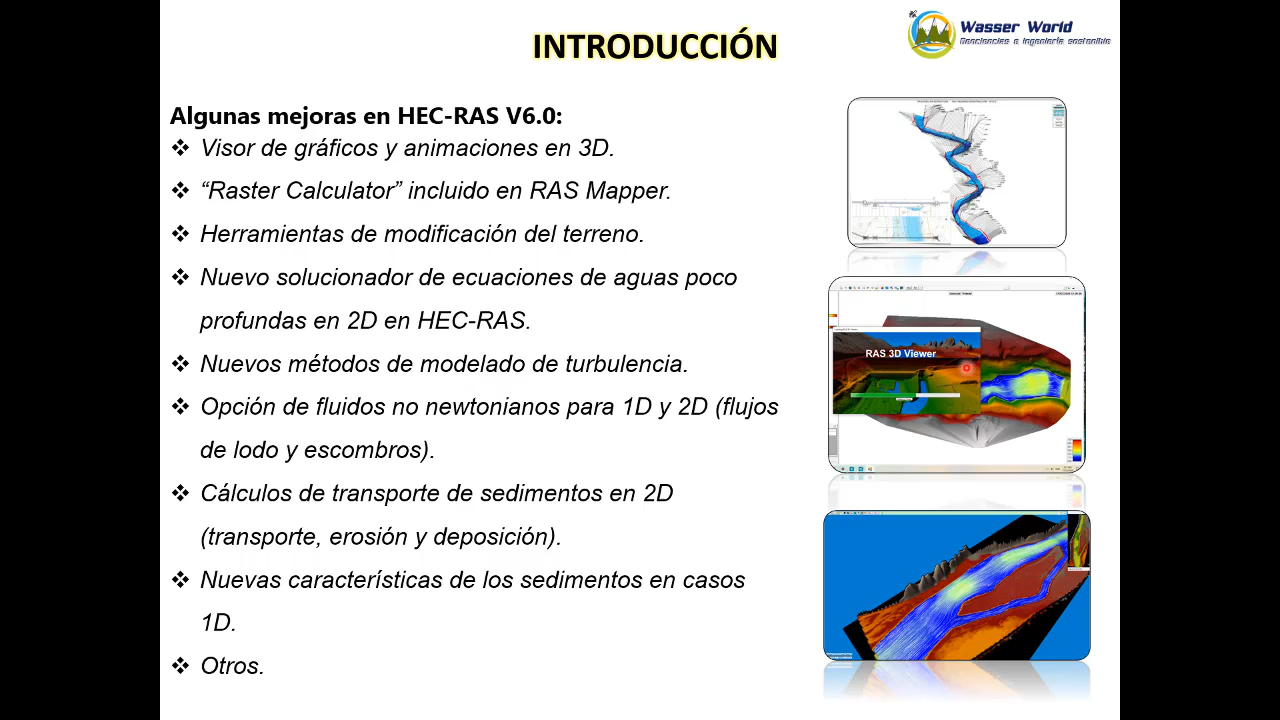 INTRODUCCIÓN
Wasser World
Geociencias e Ingeniería sostenible
Algunas mejoras en HEC-RAS V6.0:
❖ Visor de gráficos y animaciones en 3D.
❖ “Raster Calculator” incluido en RAS Mapper.
❖ Herramientas de modificación del terreno.
❖ Nuevo solucionador de ecuaciones de aguas poco
profundas en 2D en HEC-RAS.
❖ Nuevos métodos de modelado de turbulencia.
❖ Opción de fluidos no newtonianos para 1D y 2D (flujos
de lodo y escombros).
❖ Cálculos de transporte de sedimentos en 2D
(transporte, erosión y deposición).
❖ Nuevas características de los sedimentos en casos
1D.
❖ Otros.
RAS 3D Viewer